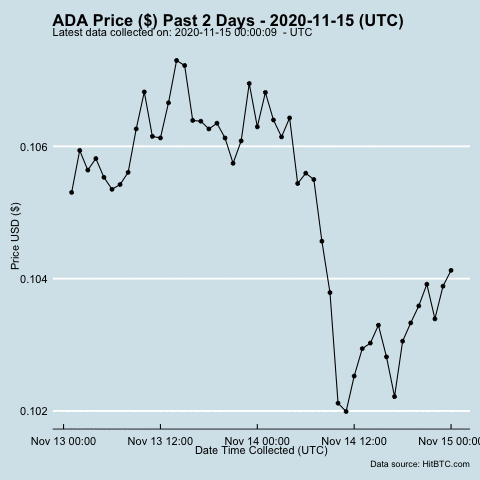 ADA Price ($) Past 2 Days - 2020-11-15 (UTC)
Latest data collected on: 2020-11-15 00:00:09 - UTC
0.106
0.104
0.102
Price USD ($)
Nov 13 00:00 Nov 13 12:00 Nov 14 00:00 Nov 14 12:00 Nov 15 00:00
Date Time Collected (UTC)
Data source: HitBTC.com